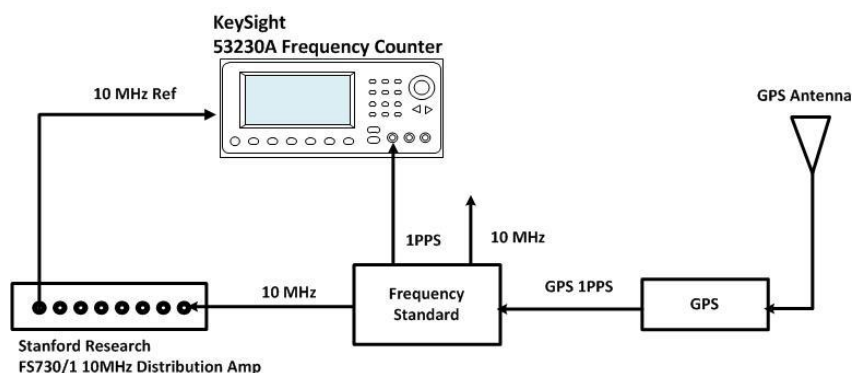 KeySight
53230A Frequency Counter
10 MHz Ref
GPS Antenna
1PPS
10 MHz
10 MHz
Frequency
Standard
GPS 1PPS
GPS
Stanford Research
FS730/1 10MHz Distribution Amp